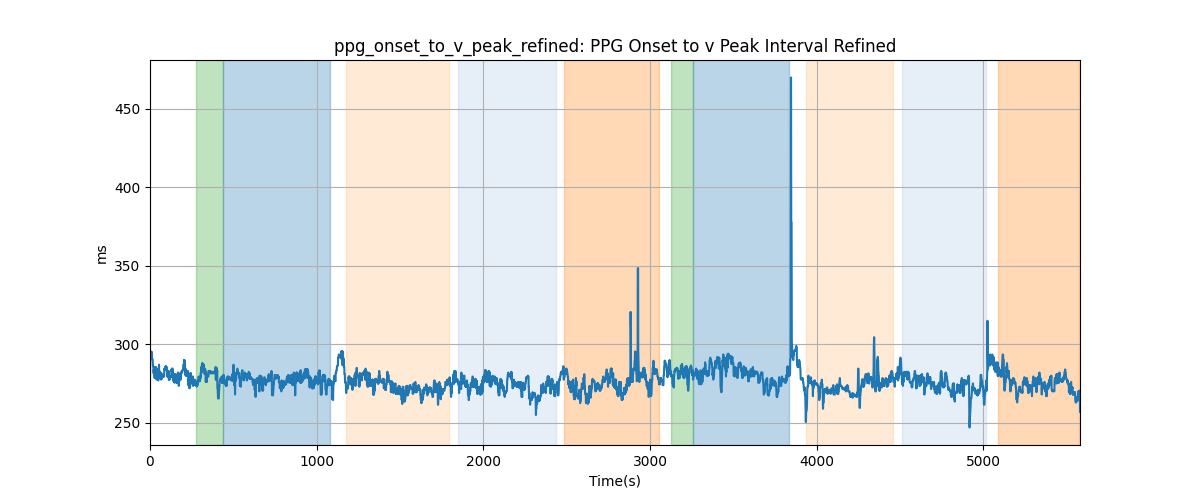 ppg_onset_to_v_peak_refined: PPG Onset to v Peak Interval Refined
450
400
350
300
250
ms
0 1000 2000 3000 4000 5000
Time(s)